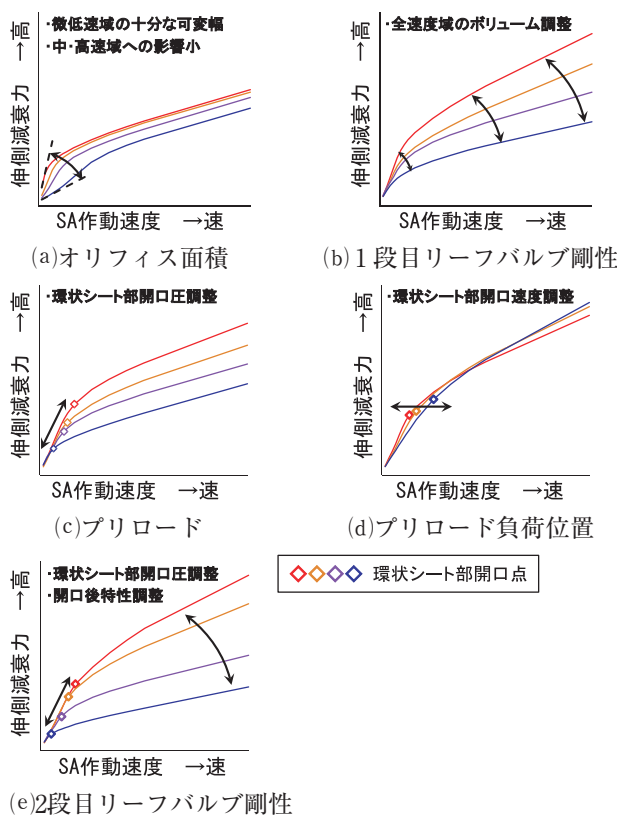 ・微低速域の十分な可変幅
・中・高速域への影響小
伸側減衰力 →高
SA作動速度 →速
(a)オリフィス面積
・全速度域のボリューム調整
伸側減衰力 →高
SA作動速度 →速
(b)1段目リーフバルブ剛性
・環状シート部開口圧調整
伸側減衰力 →高
SA作動速度 →速
(c)プリロード
・環状シート部開口速度調整
伸側減衰力 →高
SA作動速度 →速
(d)プリロード負荷位置
・環状シート部開口圧調整
・開口後特性調整
伸側減衰力 →高
SA作動速度 →速
(e)2段目リーフバルブ剛性
環状シート部開口点